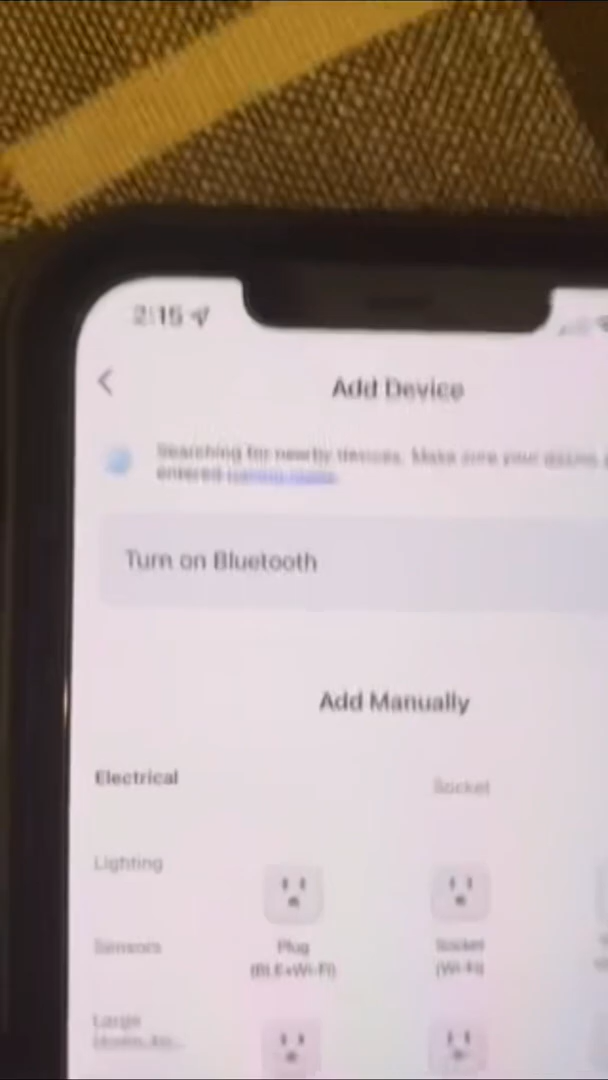 2:15
Add Device
Searching for nearby devices. Make sure your
entered
Turn on Bluetooth
Add Manually
Electrical
Socket
Lighting
Sensors
Plug
(BLE+Wi-Fi)
Socket
(Wi-Fi)
Large